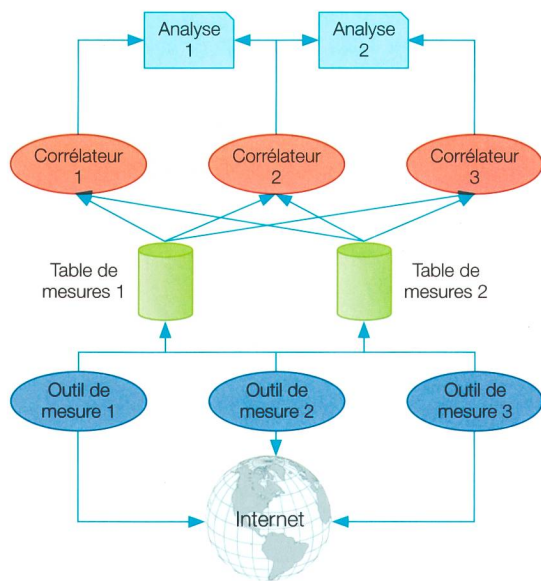 Analyse
1
Analyse
2
Corrélateur
1
Corrélateur
2
Corrélateur
3
Table de
mesures 1
Table de
mesures 2
Outil de
mesure 1
Outil de
mesure 2
Outil de
mesure 3
Internet